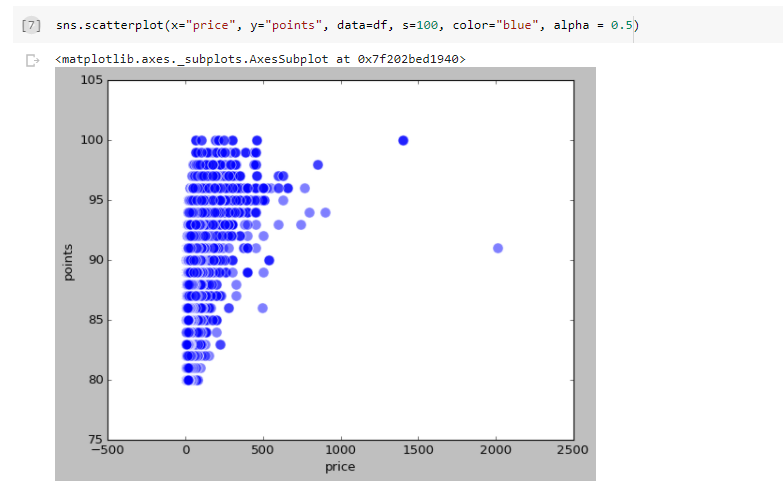 [7] sns.scatterplot(x="price", y="points", data=df, s=100, color="blue", alpha = 0.5)
<matplotlib.axes._subplots.AxesSubplot at 0x7f202bed1940>
105
100
95
90
85
80
75
points
−500 0 500 1000 1500 2000 2500
price